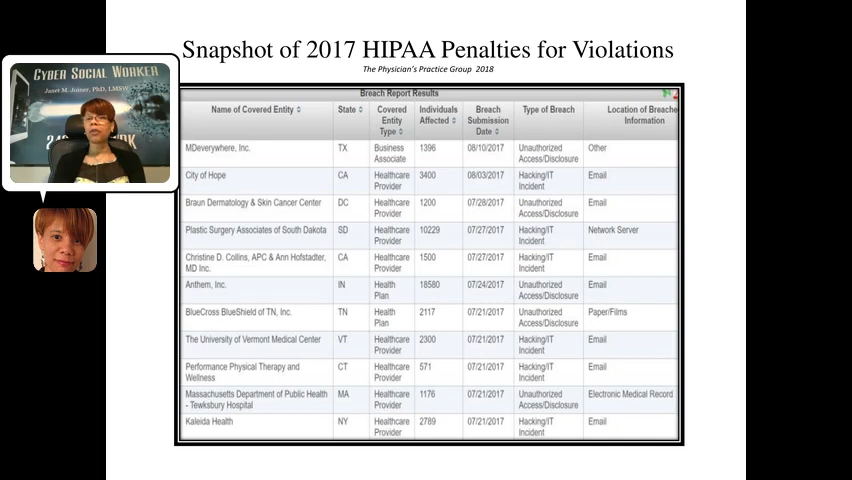 Snapshot of 2017 HIPAA Penalties for Violations
The Physician's Practice Group 2018
CYBER SOCIAL WORKER
Janet M. Joiner, PhD, LMSW
Breach Report Results
Name of Covered Entity State Covered Entity Type Individuals Affected Breach Submission Date Type of Breach Location of Breache Information
MDeverywhere, Inc. TX Business Associate 1396 08/10/2017 Unauthorized Access/Disclosure Other
City of Hope CA Healthcare Provider 3400 08/03/2017 Hacking/IT Incident Email
Braun Dermatology & Skin Cancer Center DC Healthcare Provider 1200 07/28/2017 Unauthorized Access/Disclosure Email
Plastic Surgery Associates of South Dakota SD Healthcare Provider 10229 07/27/2017 Hacking/IT Incident Network Server
Christine D. Collins, APC & Ann Hofstadter, MD Inc. CA Healthcare Provider 1500 07/27/2017 Hacking/IT Incident Email
Anthem, Inc. IN Health Plan 18580 07/24/2017 Unauthorized Access/Disclosure Email
BlueCross BlueShield of TN, Inc. TN Health Plan 2117 07/21/2017 Unauthorized Access/Disclosure Paper/Films
The University of Vermont Medical Center VT Healthcare Provider 2300 07/21/2017 Hacking/IT Incident Email
Performance Physical Therapy and Wellness CT Healthcare Provider 571 07/21/2017 Hacking/IT Incident Email
Massachusetts Department of Public Health - Tewksbury Hospital MA Healthcare Provider 1176 07/21/2017 Unauthorized Access/Disclosure Electronic Medical Record
Kaleida Health NY Healthcare Provider 2789 07/21/2017 Hacking/IT Incident Email